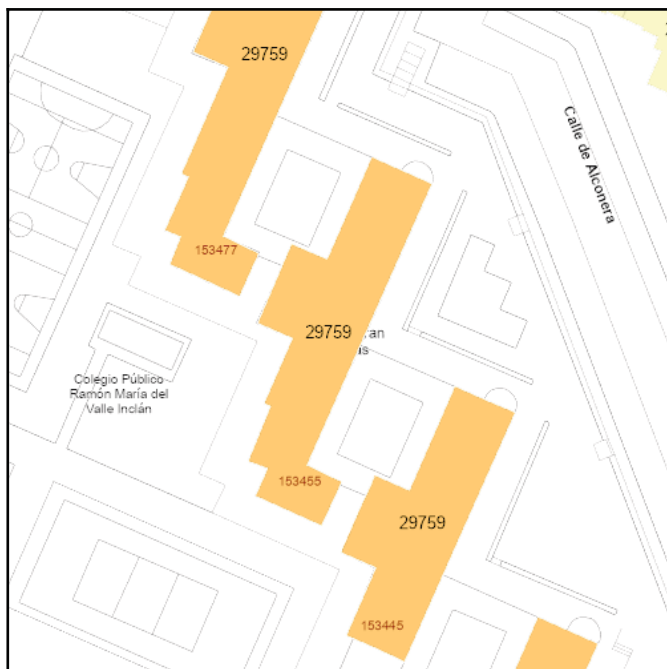 29759
Calle de Alconera
153477
29759
Colegio Público
Ramón María del
Valle Inclán
153455
29759
153445